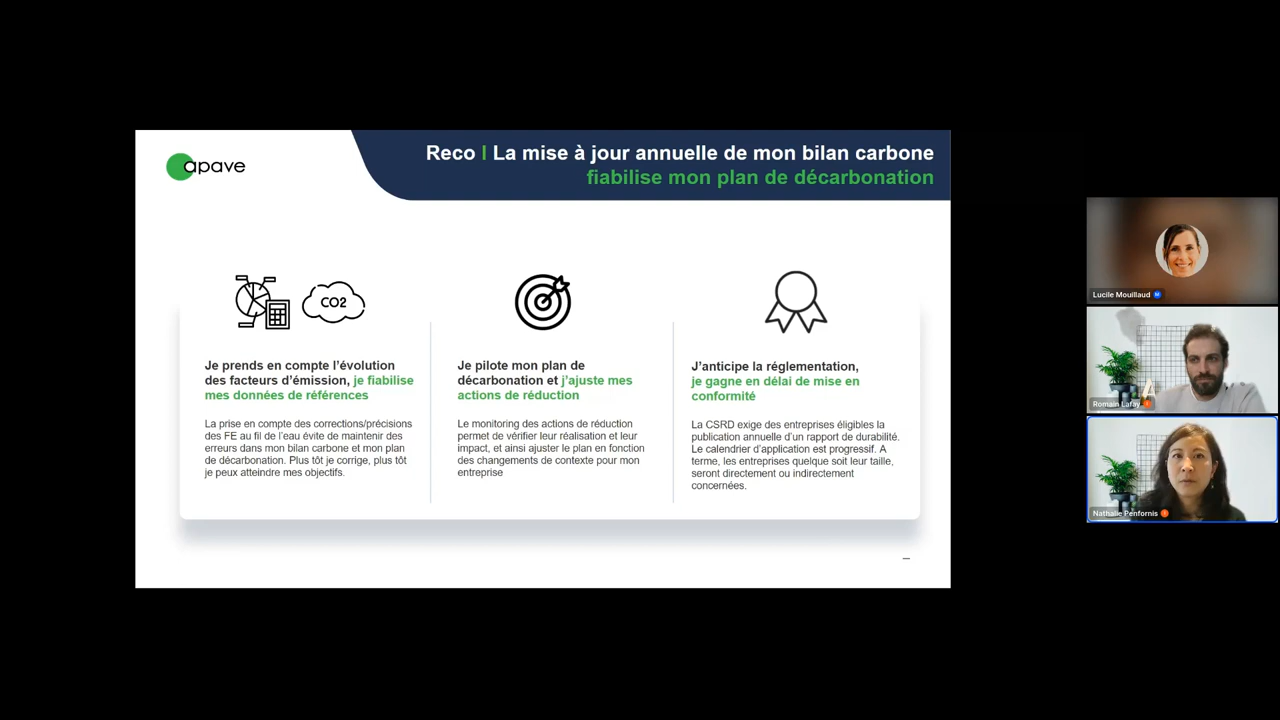 apave
Reco I La mise à jour annuelle de mon bilan carbone
fiabilise mon plan de décarbonation
CO2
Je prends en compte l'évolution
des facteurs d'émission, je fiabilise
mes données de références
La prise en compte des corrections/précisions
des FE au fil de l'eau évite de maintenir des
erreurs dans mon bilan carbone et mon plan
de décarbonation. Plus tôt je corrige, plus tôt
je peux atteindre mes objectifs.
Je pilote mon plan de
décarbonation et j'ajuste mes
actions de réduction
Le monitoring des actions de réduction
permet de vérifier leur réalisation et leur
impact, et ainsi ajuster le plan en fonction
des changements de contexte pour mon
entreprise
J'anticipe la réglementation,
je gagne en délai de mise en
conformité
La CSRD exige des entreprises éligibles la
publication annuelle d'un rapport de durabilité.
Le calendrier d'application est progressif. A
terme, les entreprises quelque soit leur taille,
seront directement ou indirectement
concernées.
Lucile Mouillaud
Romain Lafay
Nathalie Penfornis